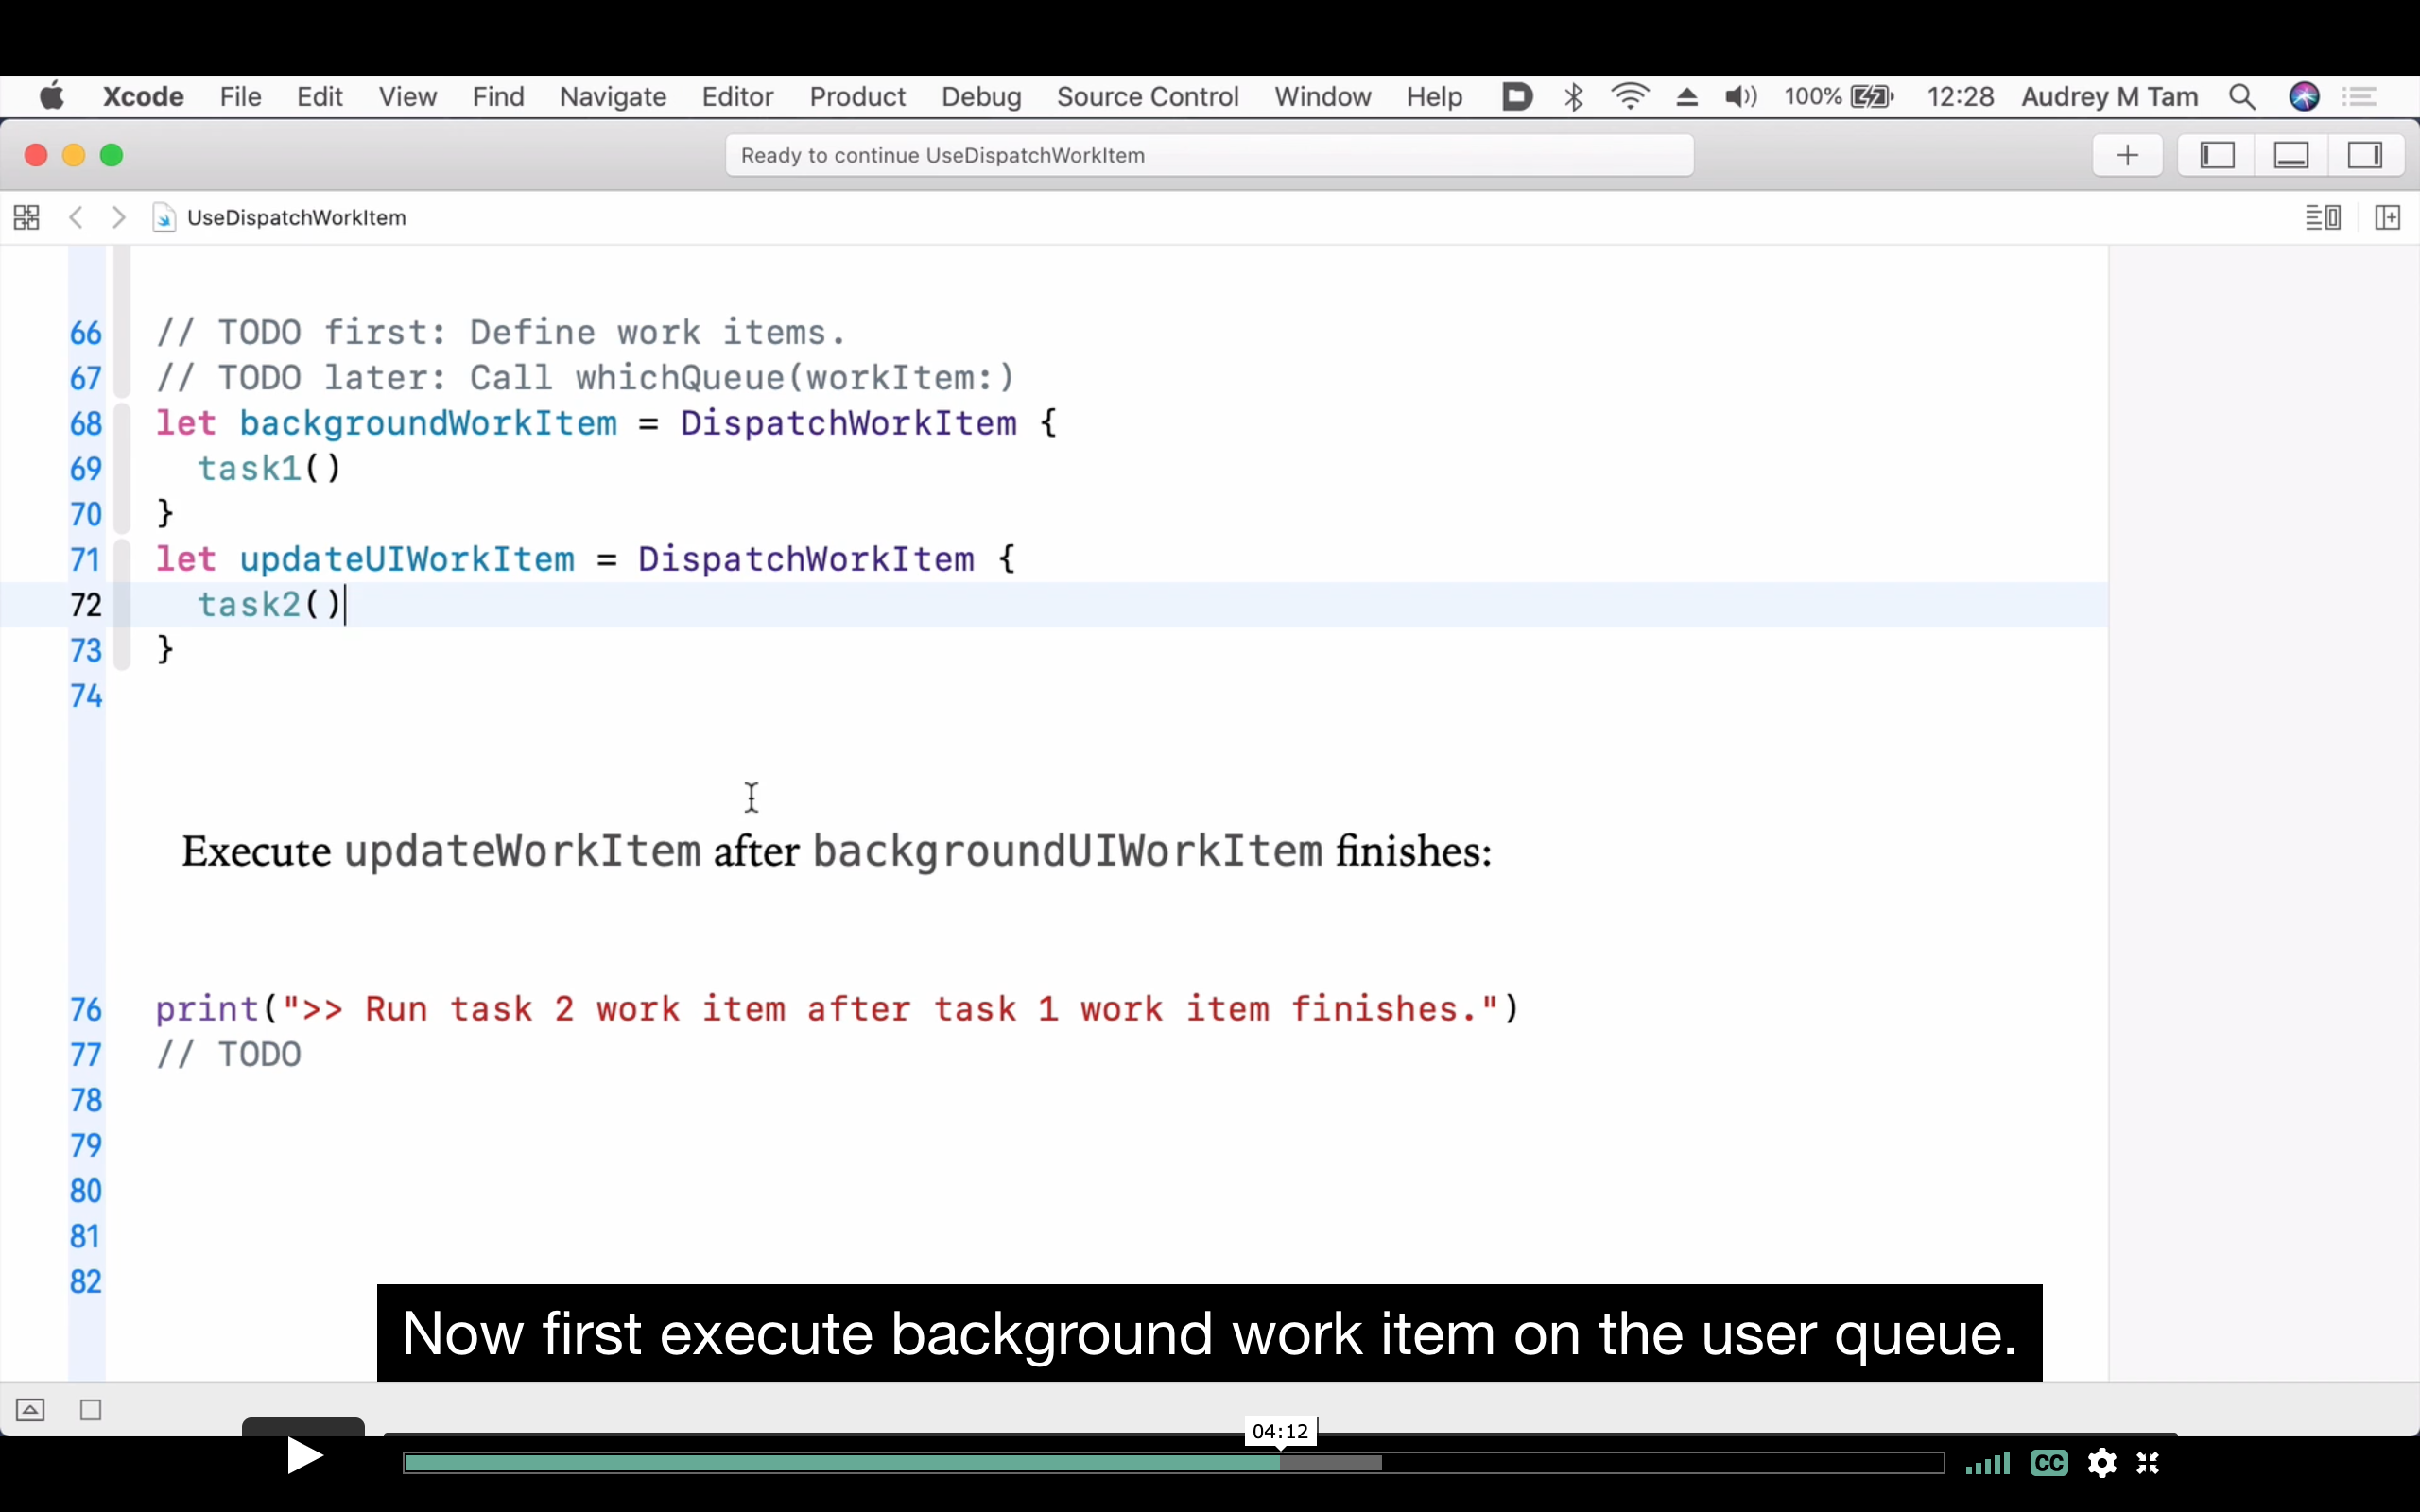 Xcode File Edit View Find Navigate Editor Product Debug Source Control Window Help 100% 12:28 Audrey M Tam
Ready to continue UseDispatchWorkItem
UseDispatchWorkItem
66 // TODO first: Define work items.
67 // TODO later: Call whichQueue(workItem:)
68 let backgroundWorkItem = DispatchWorkItem {
69 task1()
70 }
71 let updateUIWorkItem = DispatchWorkItem {
72 task2()
73 }
74
Execute updateWorkItem after backgroundUIWorkItem finishes:
76 print(">> Run task 2 work item after task 1 work item finishes.")
77 // TODO
78
79
80
81
82
Now first execute background work item on the user queue.
04:12
CC